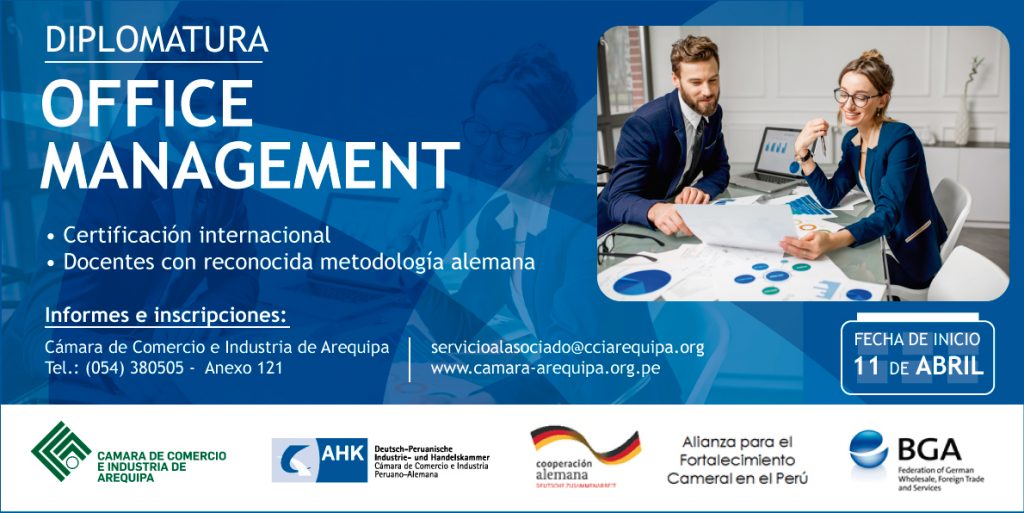 DIPLOMATURA
OFFICE
MANAGEMENT
• Certificación internacional
• Docentes con reconocida metodología alemana
Informes e inscripciones:
Cámara de Comercio e Industria de Arequipa
Tel.: (054) 380505 - Anexo 121
servicioalasociado@cciarequipa.org
www.camara-arequipa.org.pe
FECHA DE INICIO
11 DE ABRIL
CAMARA DE COMERCIO
E INDUSTRIA DE
AREQUIPA
AHK
Deutsch-Peruanische
Industrie- und Handelskammer
Cámara de Comercio e Industria
Peruano-Alemana
cooperación
alemana
DEUTSCHE ZUSAMMENARBEIT
Alianza para el
Fortalecimiento
Cameral en el Perú
BGA
Federation of German
Wholesale, Foreign Trade
and Services